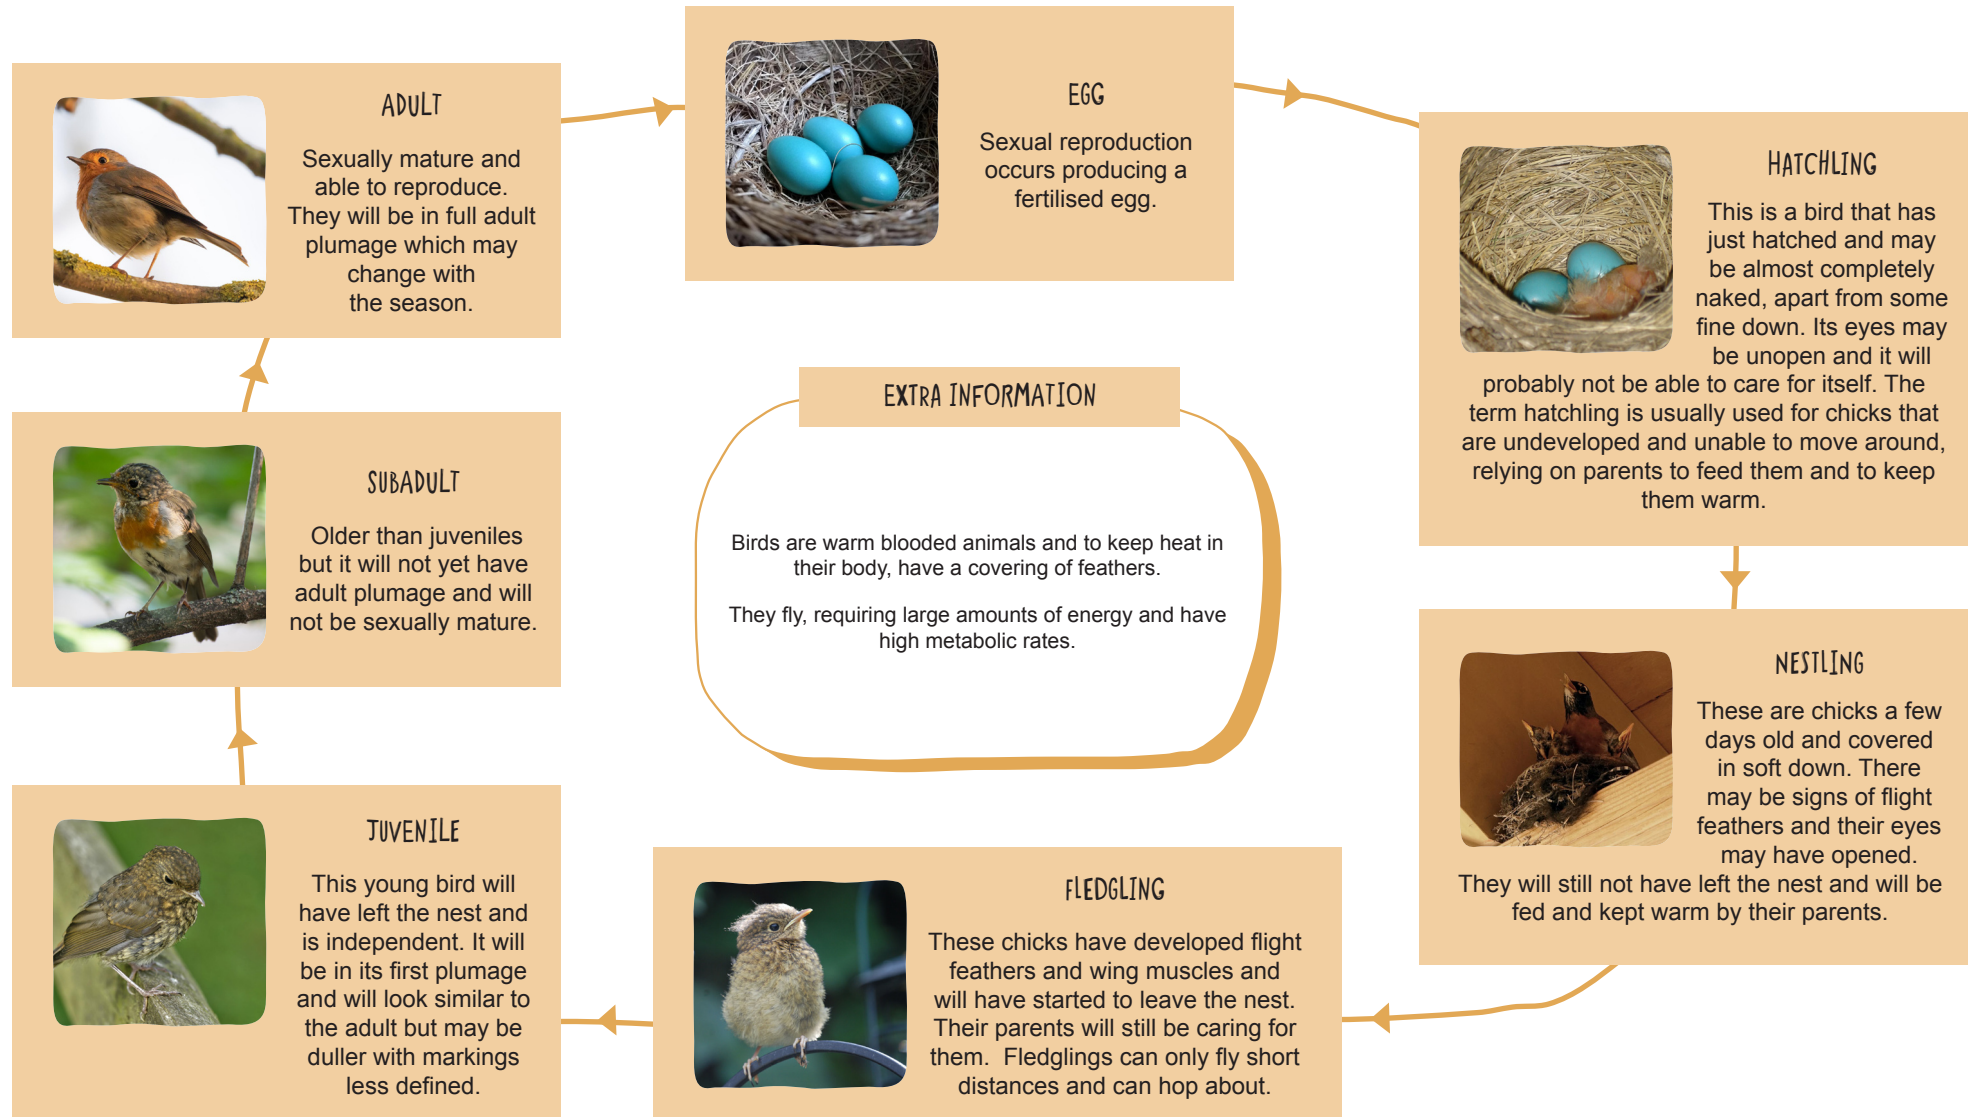 ADULT
Sexually mature and
able to reproduce.
They will be in full adult
plumage which may
change with
the season.
EGG
Sexual reproduction
occurs producing a
fertilised egg.
HATCHLING
This is a bird that has
just hatched and may
be almost completely
naked, apart from some
fine down. Its eyes may
be unopen and it will
probably not be able to care for itself. The
term hatchling is usually used for chicks that
are undeveloped and unable to move around,
relying on parents to feed them and to keep
them warm.
NESTLING
These are chicks a few
days old and covered
in soft down. There
may be signs of flight
feathers and their eyes
may have opened.
They will still not have left the nest and will be
fed and kept warm by their parents.
FLEDGLING
These chicks have developed flight
feathers and wing muscles and
will have started to leave the nest.
Their parents will still be caring for
them.  Fledglings can only fly short
distances and can hop about.
JUVENILE
This young bird will
have left the nest and
is independent. It will
be in its first plumage
and will look similar to
the adult but may be
duller with markings
less defined.
SUBADULT
Older than juveniles
but it will not yet have
adult plumage and will
not be sexually mature.
EXTRA INFORMATION
Birds are warm blooded animals and to keep heat in
their body, have a covering of feathers.
They fly, requiring large amounts of energy and have
high metabolic rates.